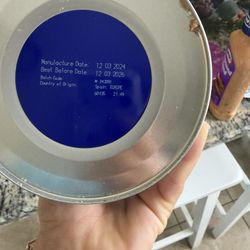 Manufacture Date: 12 03 2024
Best Before Date: 12 03 2026
Batch Code:
Country of Origin: Spain, EUROPE